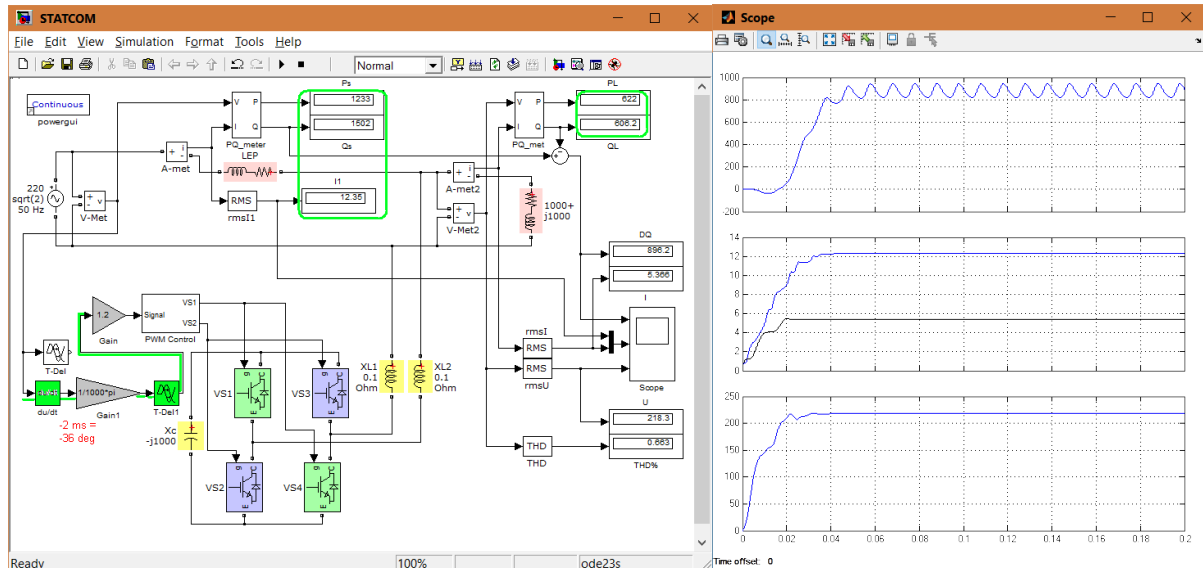 STATCOM
File Edit View Simulation Format Tools Help
Normal
Continuous
powergui
Ps
1233
1502
Qs
V
P
I
Q
PQ_meter
LEP
A-met
I1
12.35
RMS
rmsI1
220
sqrt(2)
50 Hz
V-Met
PL
622
606.2
QL
V
P
I
Q
PQ_met
A-met2
V-Met2
1000+
j1000
DQ
896.2
5.366
I
Scope
rmsI
RMS
RMS
rmsU
U
218.3
0.663
THD%
THD
THD
1.2
Gain
Signal
VS1
VS2
PWM Control
T-Del
du/dt
du/dt
1/1000*pi
Gain1
T-Del1
-2 ms =
-36 deg
Xc
-j1000
VS1
VS3
VS2
VS4
XL1
0.1
Ohm
XL2
0.1
Ohm
Ready
100%
ode23s
Scope
1000
800
600
400
200
0
-200
14
12
10
8
6
4
2
0
250
200
150
100
50
0
0 0.02 0.04 0.06 0.08 0.1 0.12 0.14 0.16 0.18 0.2
Time offset: 0